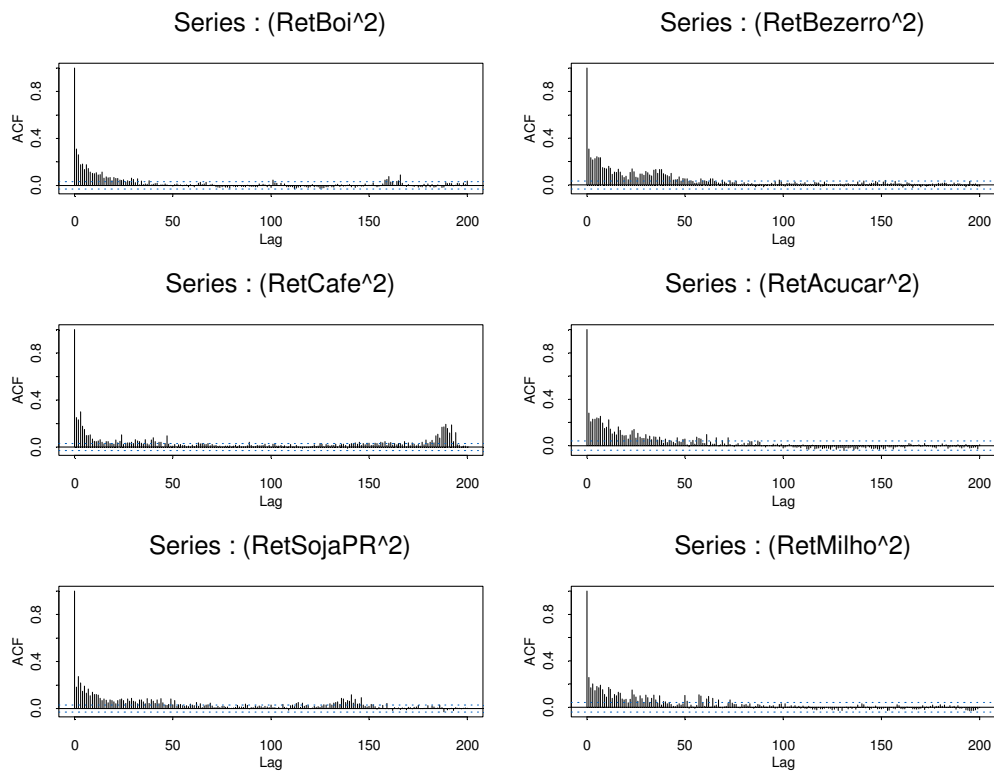 Series : (RetBoi^2)
ACF
0.0 0.4 0.8
0 50 100 150 200
Lag
Series : (RetBezerro^2)
ACF
0.0 0.4 0.8
0 50 100 150 200
Lag
Series : (RetCafe^2)
ACF
0.0 0.4 0.8
0 50 100 150 200
Lag
Series : (RetAcucar^2)
ACF
0.0 0.4 0.8
0 50 100 150 200
Lag
Series : (RetSojaPR^2)
ACF
0.0 0.4 0.8
0 50 100 150 200
Lag
Series : (RetMilho^2)
ACF
0.0 0.4 0.8
0 50 100 150 200
Lag